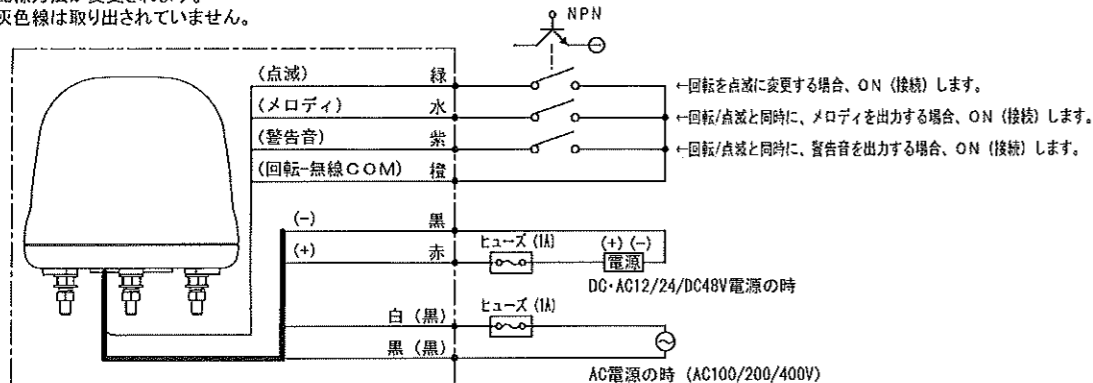 灰色線は取り出されていません。
NPN
(点滅) 緑 ←回転を点滅に変更する場合、ON (接続) します。
(メロディ) 水 ←回転/点滅と同時に、メロディを出力する場合、ON (接続) します。
(警告音) 紫 ←回転/点滅と同時に、警告音を出力する場合、ON (接続) します。
(回転-無線COM) 橙
(-) 黒
(+) 赤 ヒューズ (1A) (+) (-)
電源
DC・AC12/24/DC48V電源の時
白 (黒) ヒューズ (1A)
黒 (黒)
AC電源の時 (AC100/200/400V)